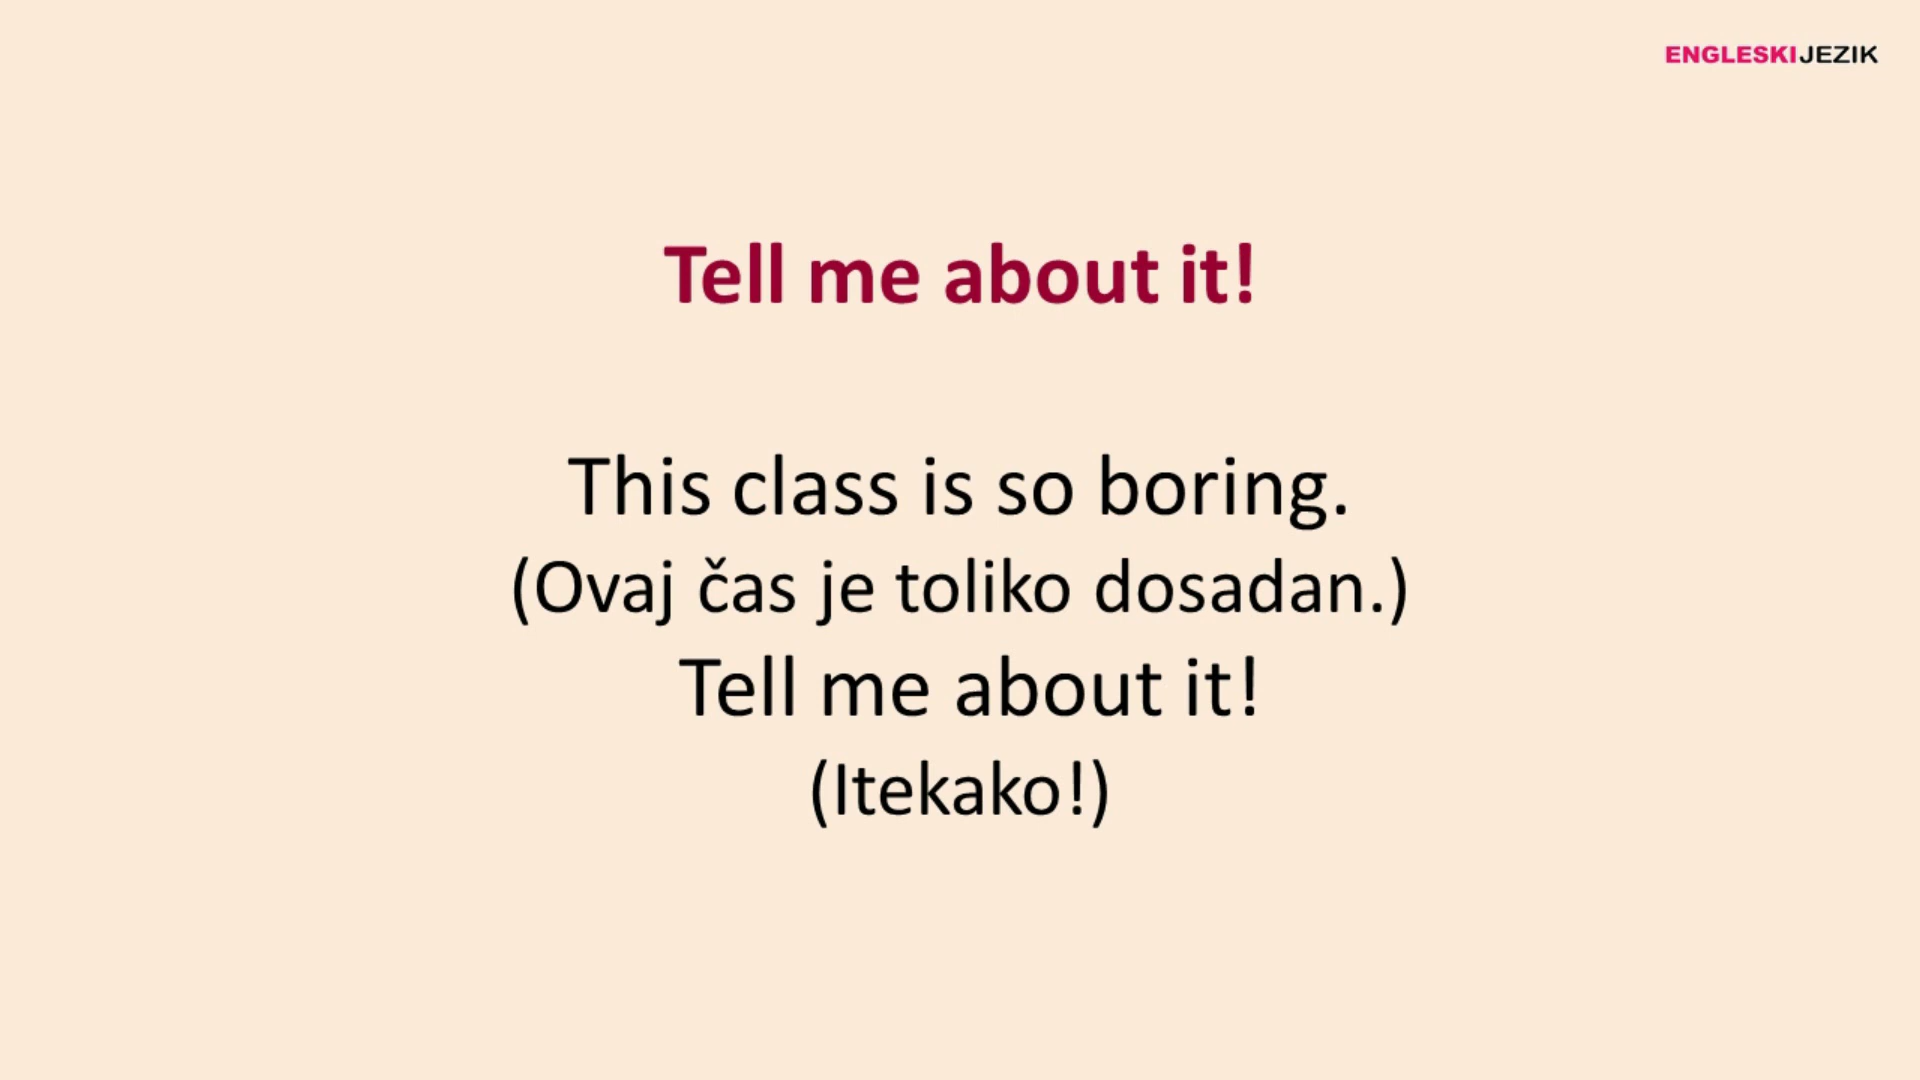 ENGLESKIJEZIK
Tell me about it!
This class is so boring.
(Ovaj čas je toliko dosadan.)
Tell me about it!
(Itekako!)